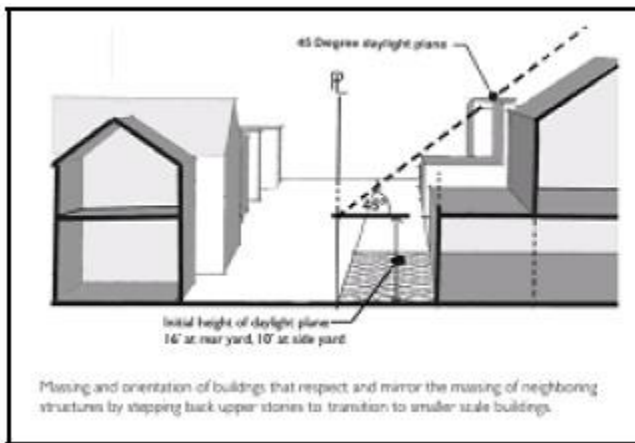 45 Degree daylight plane
PL
45°
Initial height of daylight plane
16' at rear yard, 10' at side yard
Massing and orientation of buildings that respect and mirror the massing of neighboring
structures by stepping back upper stories to transition to smaller scale buildings.